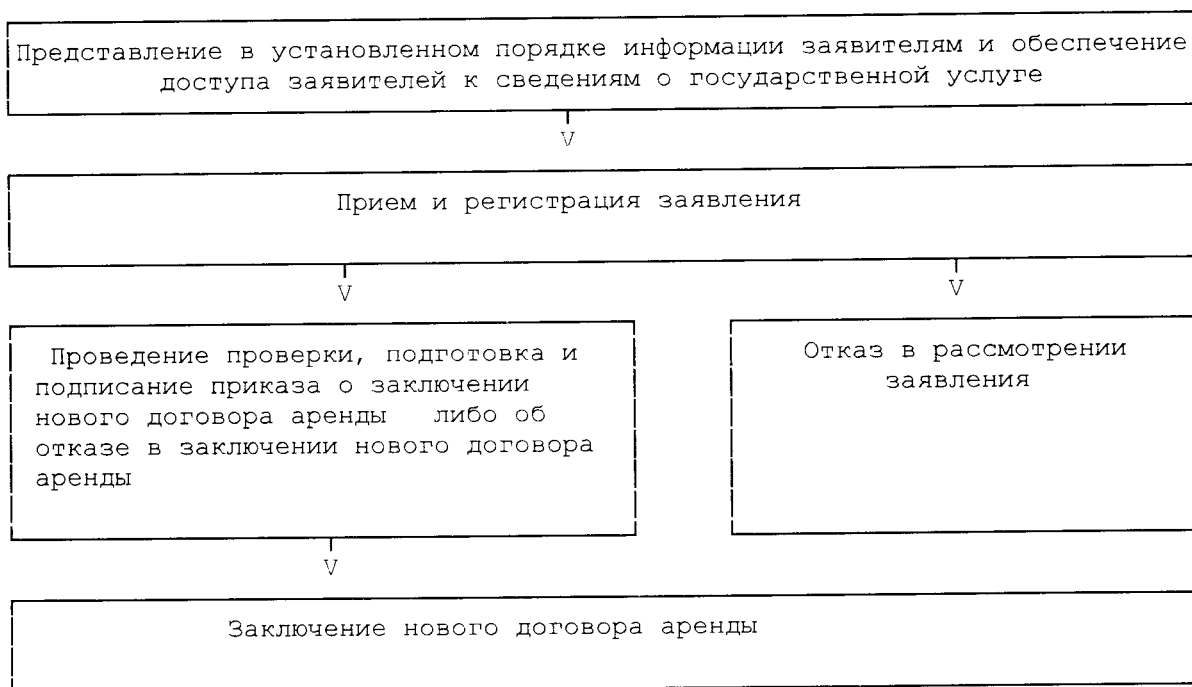 Представление в установленном порядке информации заявителям и обеспечение
доступа заявителей к сведениям о государственной услуге
V
Прием и регистрация заявления
V
V
Проведение проверки, подготовка и
подписание приказа о заключении
нового договора аренды либо об
отказе в заключении нового договора
аренды
Отказ в рассмотрении
заявления
V
Заключение нового договора аренды